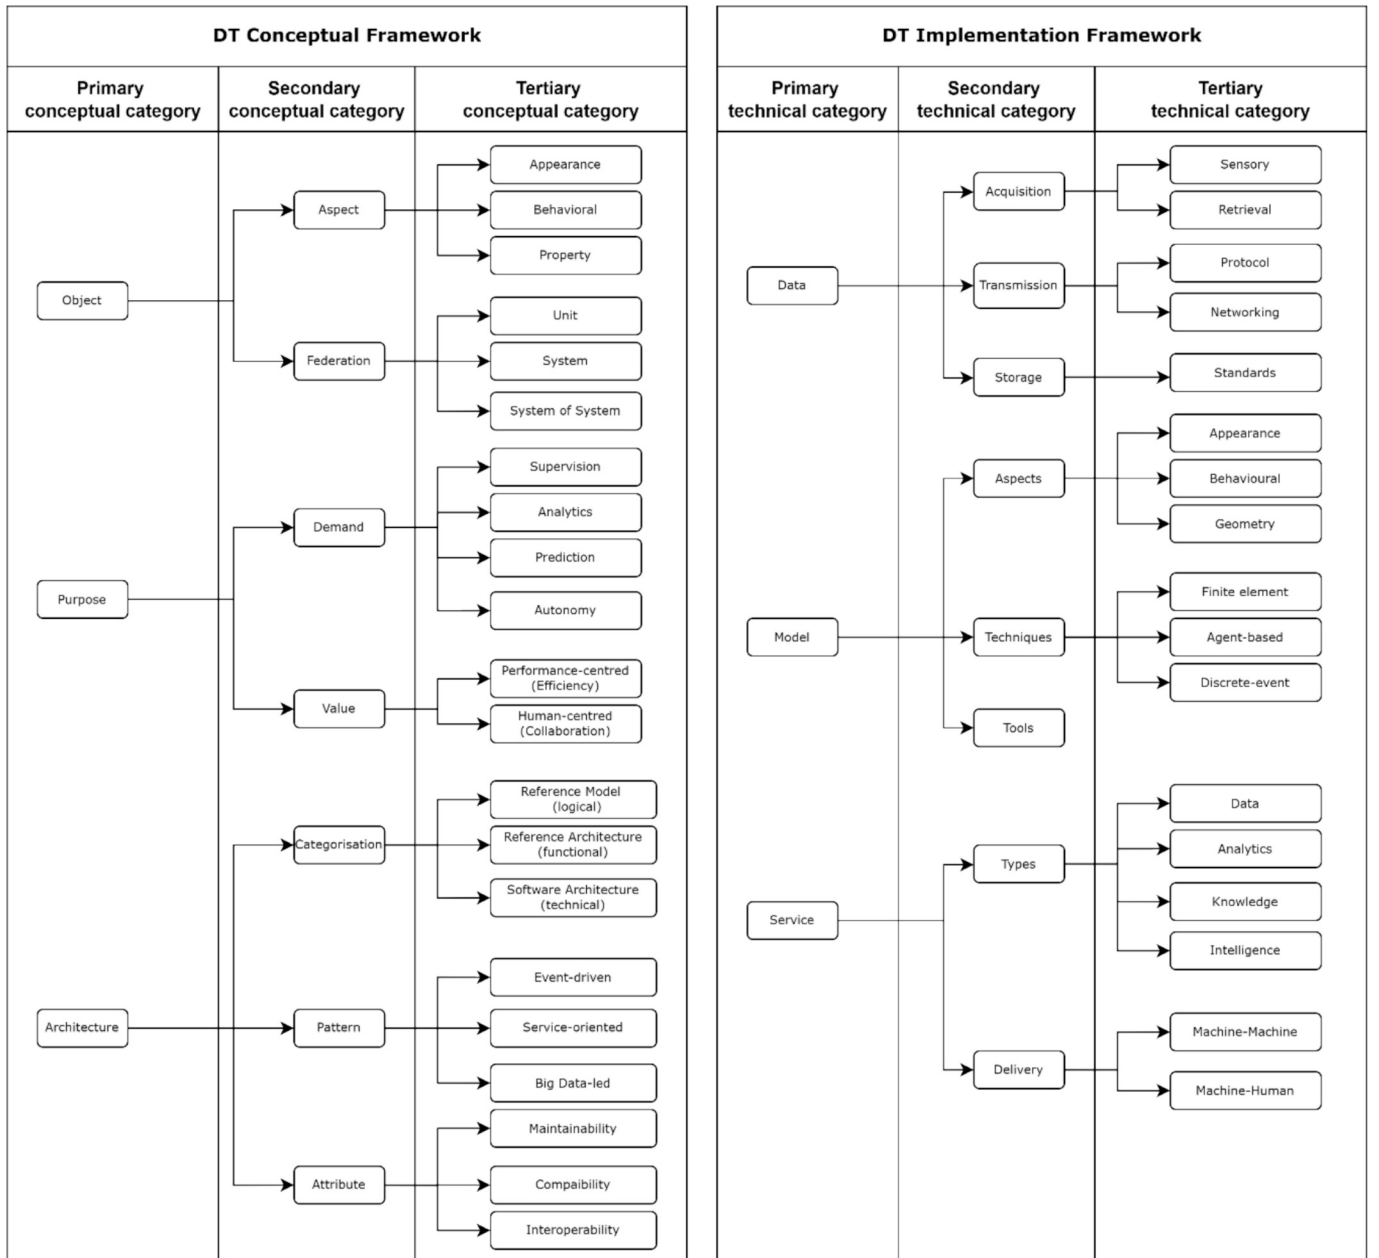 DT Conceptual Framework
Primary
conceptual category
Secondary
conceptual category
Tertiary
conceptual category
Object
Aspect
Appearance
Behavioral
Property
Federation
Unit
System
System of System
Purpose
Demand
Supervision
Analytics
Prediction
Autonomy
Value
Performance-centred
(Efficiency)
Human-centred
(Collaboration)
Architecture
Categorisation
Reference Model
(logical)
Reference Architecture
(functional)
Software Architecture
(technical)
Pattern
Event-driven
Service-oriented
Big Data-led
Attribute
Maintainability
Compaibility
Interoperability
DT Implementation Framework
Primary
technical category
Secondary
technical category
Tertiary
technical category
Data
Acquisition
Sensory
Retrieval
Transmission
Protocol
Networking
Storage
Standards
Model
Aspects
Appearance
Behavioural
Geometry
Techniques
Finite element
Agent-based
Discrete-event
Tools
Service
Types
Data
Analytics
Knowledge
Intelligence
Delivery
Machine-Machine
Machine-Human